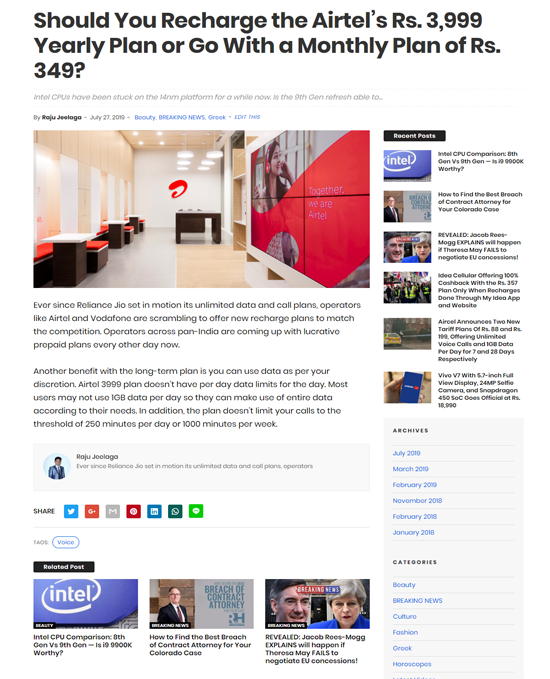 Should You Recharge the Airtel's Rs. 3,999
Yearly Plan or Go With a Monthly Plan of Rs.
349?
Intel CPUs have been stuck on the 14nm platform for a while now. Is the 9th Gen refresh able to...
By Raju Jeelaga - July 27, 2019 - Beauty, BREAKING NEWS, Greek - EDIT THIS
Together,
we are
Airtel
Ever since Reliance Jio set in motion its unlimited data and call plans, operators
like Airtel and Vodafone are scrambling to offer new recharge plans to match
the competition. Operators across pan-India are coming up with lucrative
prepaid plans every other day now.
Another benefit with the long-term plan is you can use data as per your
discretion. Airtel 3999 plan doesn't have per day data limits for the day. Most
users may not use 1GB data per day so they can make use of entire data
according to their needs. In addition, the plan doesn't limit your calls to the
threshold of 250 minutes per day or 1000 minutes per week.
Raju Jeelaga
Ever since Reliance Jio set in motion its unlimited data and call plans, operators
SHARE
TAGS: Voice
Related Post
intel
BEAUTY
Intel CPU Comparison: 8th
Gen Vs 9th Gen — Is i9 9900K
Worthy?
BREACH OF
CONTRACT
ATTORNEY
BREAKING NEWS
How to Find the Best Breach
of Contract Attorney for Your
Colorado Case
BREAKING NEWS
BREAKING NEWS
REVEALED: Jacob Rees-Mogg
EXPLAINS will happen if
Theresa May FAILS to
negotiate EU concessions!
Recent Posts
intel
Intel CPU Comparison: 8th
Gen Vs 9th Gen — Is i9 9900K
Worthy?
How to Find the Best Breach
of Contract Attorney for
Your Colorado Case
REVEALED: Jacob Rees-
Mogg EXPLAINS will happen
if Theresa May FAILS to
negotiate EU concessions!
Idea Cellular Offering 100%
Cashback With the Rs. 357
Plan Only When Recharges
Done Through My Idea App
and Website
Aircel Announces Two
New Tariff Plans Of Rs. 88 and Rs.
199, Offering Unlimited
Voice Calls and 1GB Data
Per Day for 7 and 28 Days
Respectively
Vivo V7 With 5.7-inch Full
View Display, 24MP Selfie
Camera, and Snapdragon
450 SoC Goes Official at Rs.
18,990
ARCHIVES
July 2019
March 2019
February 2019
November 2018
February 2018
January 2018
CATEGORIES
Beauty
BREAKING NEWS
Culture
Fashion
Greek
Horoscopes